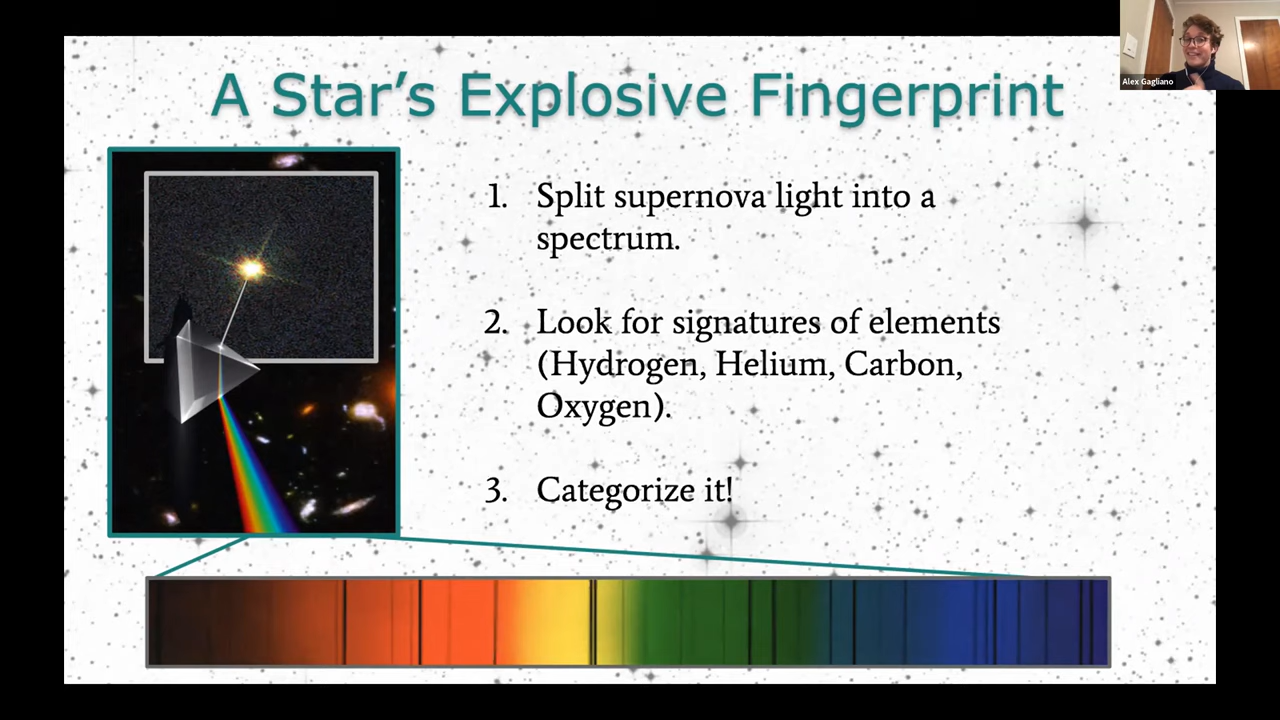 Alex Gagliano
A Star’s Explosive Fingerprint
1. Split supernova light into a
spectrum.
2. Look for signatures of elements
(Hydrogen, Helium, Carbon,
Oxygen).
3. Categorize it!